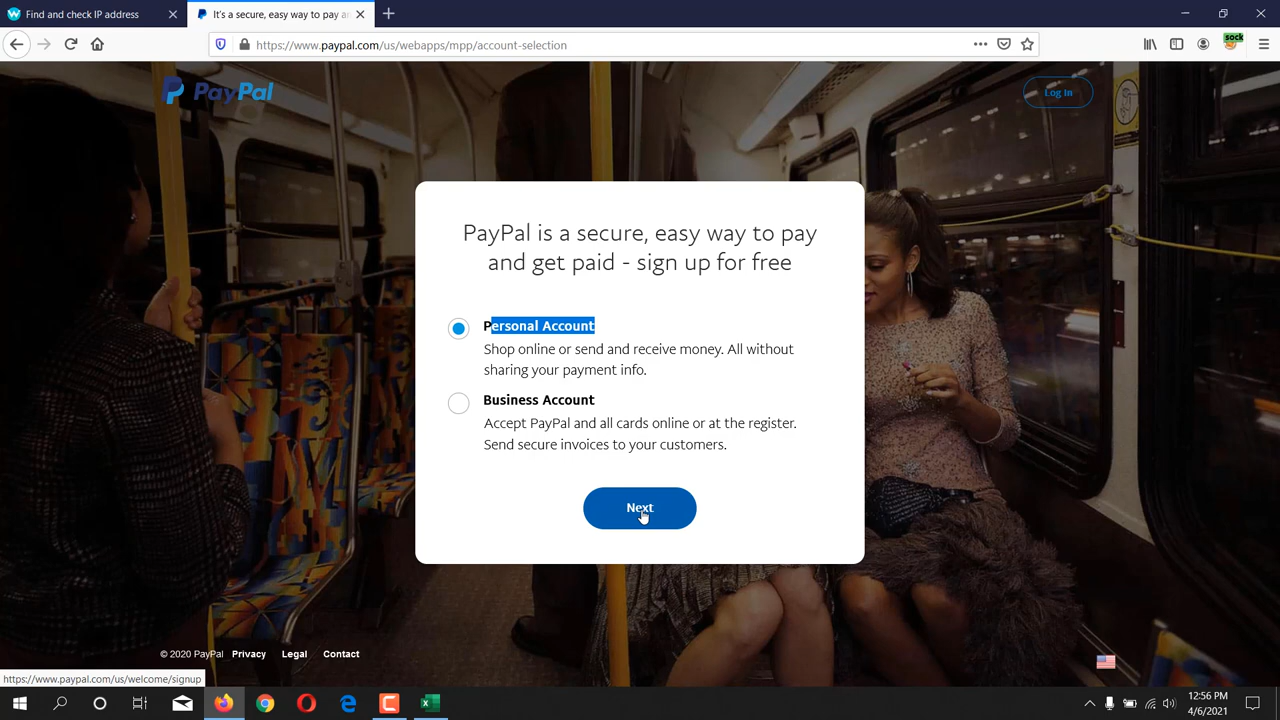 Find and check IP address
It's a secure, easy way to pay an
https://www.paypal.com/us/webapps/mpp/account-selection
sock
PayPal
Log In
PayPal is a secure, easy way to pay
and get paid - sign up for free
Personal Account
Shop online or send and receive money. All without
sharing your payment info.
Business Account
Accept PayPal and all cards online or at the register.
Send secure invoices to your customers.
Next
© 2020 PayPal Privacy Legal Contact
https://www.paypal.com/us/welcome/signup
12:56 PM
4/6/2021